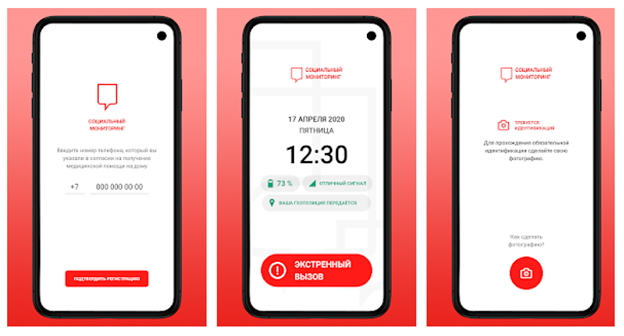 СОЦИАЛЬНЫЙ
МОНИТОРИНГ
Введите номер телефона, который вы
указали в согласии на получение
медицинской помощи на дому.
+7 000 000 00 00
ПОДТВЕРДИТЬ РЕГИСТРАЦИЮ
СОЦИАЛЬНЫЙ
МОНИТОРИНГ
17 АПРЕЛЯ 2020
ПЯТНИЦА
12:30
73 % ОТЛИЧНЫЙ СИГНАЛ
ВАША ГЕОПОЗИЦИЯ ПЕРЕДАЁТСЯ
ЭКСТРЕННЫЙ
ВЫЗОВ
СОЦИАЛЬНЫЙ
МОНИТОРИНГ
ТРЕБУЕТСЯ
ИДЕНТИФИКАЦИЯ
Для прохождения обязательной
идентификации сделайте свою
фотографию.
Как сделать
фотографию?